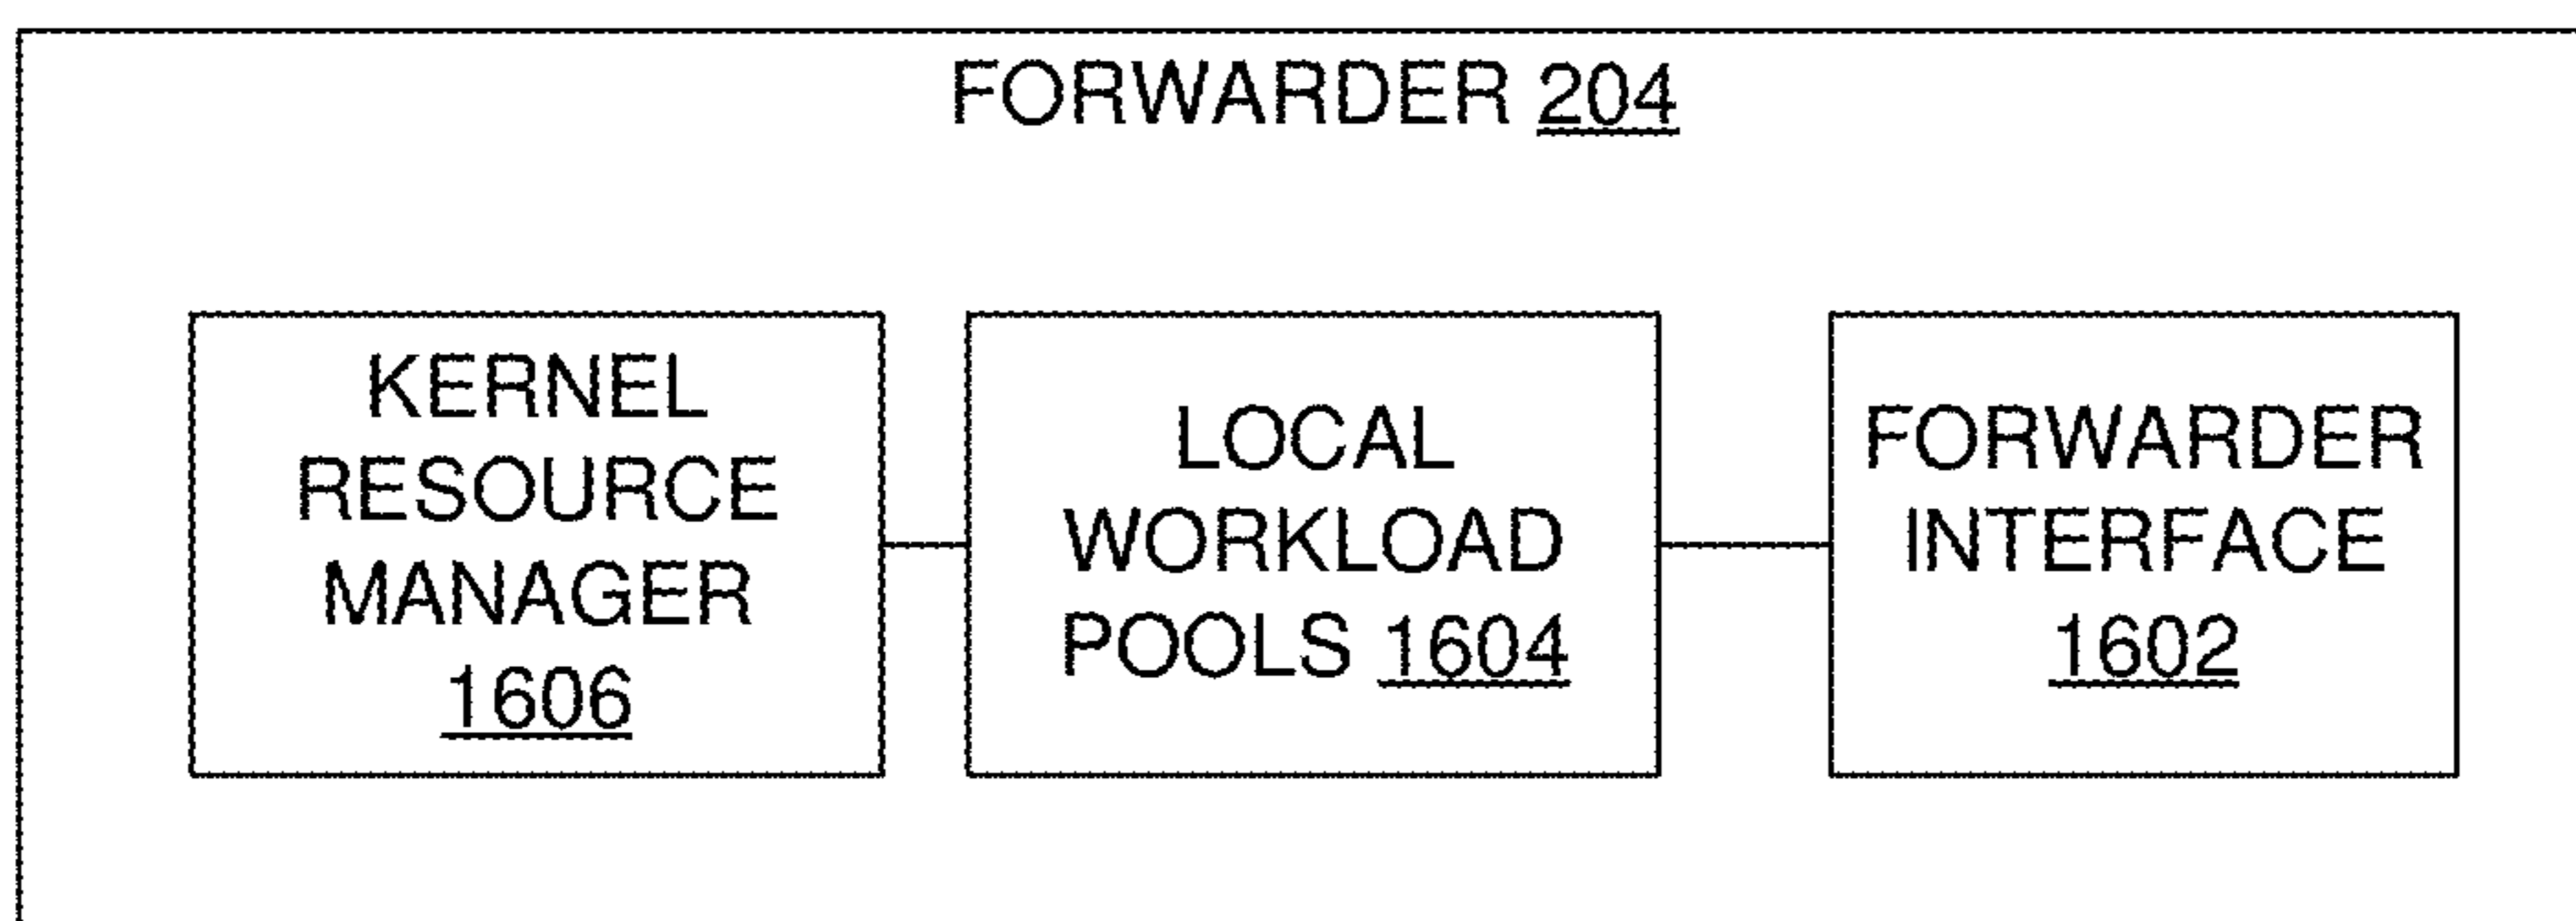 FORWARDER 204
KERNEL
RESOURCE
MANAGER
1606
LOCAL
WORKLOAD
POOLS 1604
FORWARDER
INTERFACE
1602